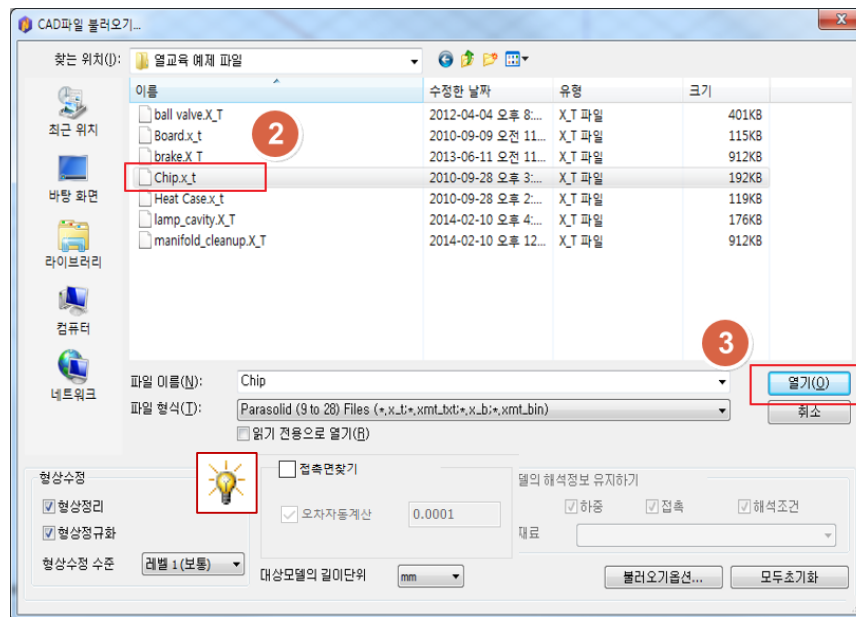 CAD파일 불러오기...
찾는 위치(I): 열교육 예제 파일
이름 수정한 날짜 유형 크기
ball valve.X_T 2012-04-04 오후 8:... X_T 파일 401KB
Board.x_t 2010-09-09 오전 11... X_T 파일 115KB
brake.X_T 2013-06-11 오전 11... X_T 파일 912KB
Chip.x_t 2010-09-28 오후 3:... X_T 파일 192KB
Heat Case.x_t 2010-09-28 오후 2:... X_T 파일 119KB
lamp_cavity.X_T 2014-02-10 오후 4:... X_T 파일 176KB
manifold_cleanup.X_T 2014-02-10 오후 12... X_T 파일 912KB
2
최근 위치
바탕 화면
라이브러리
컴퓨터
네트워크
3
파일 이름(N): Chip 열기(O)
파일 형식(T): Parasolid (9 to 28) Files (*,x_t;*,xmt_txt;*,x_b;*,xmt_bin) 취소
읽기 전용으로 열기(R)
형상수정 접촉면찾기 델의 해석정보 유지하기
형상정리 오차자동계산 0.0001 하중 접촉 해석조건
형상정규화 재료
형상수정 수준 레벨 1 (보통) 대상모델의 길이단위 mm 불러오기옵션... 모두초기화